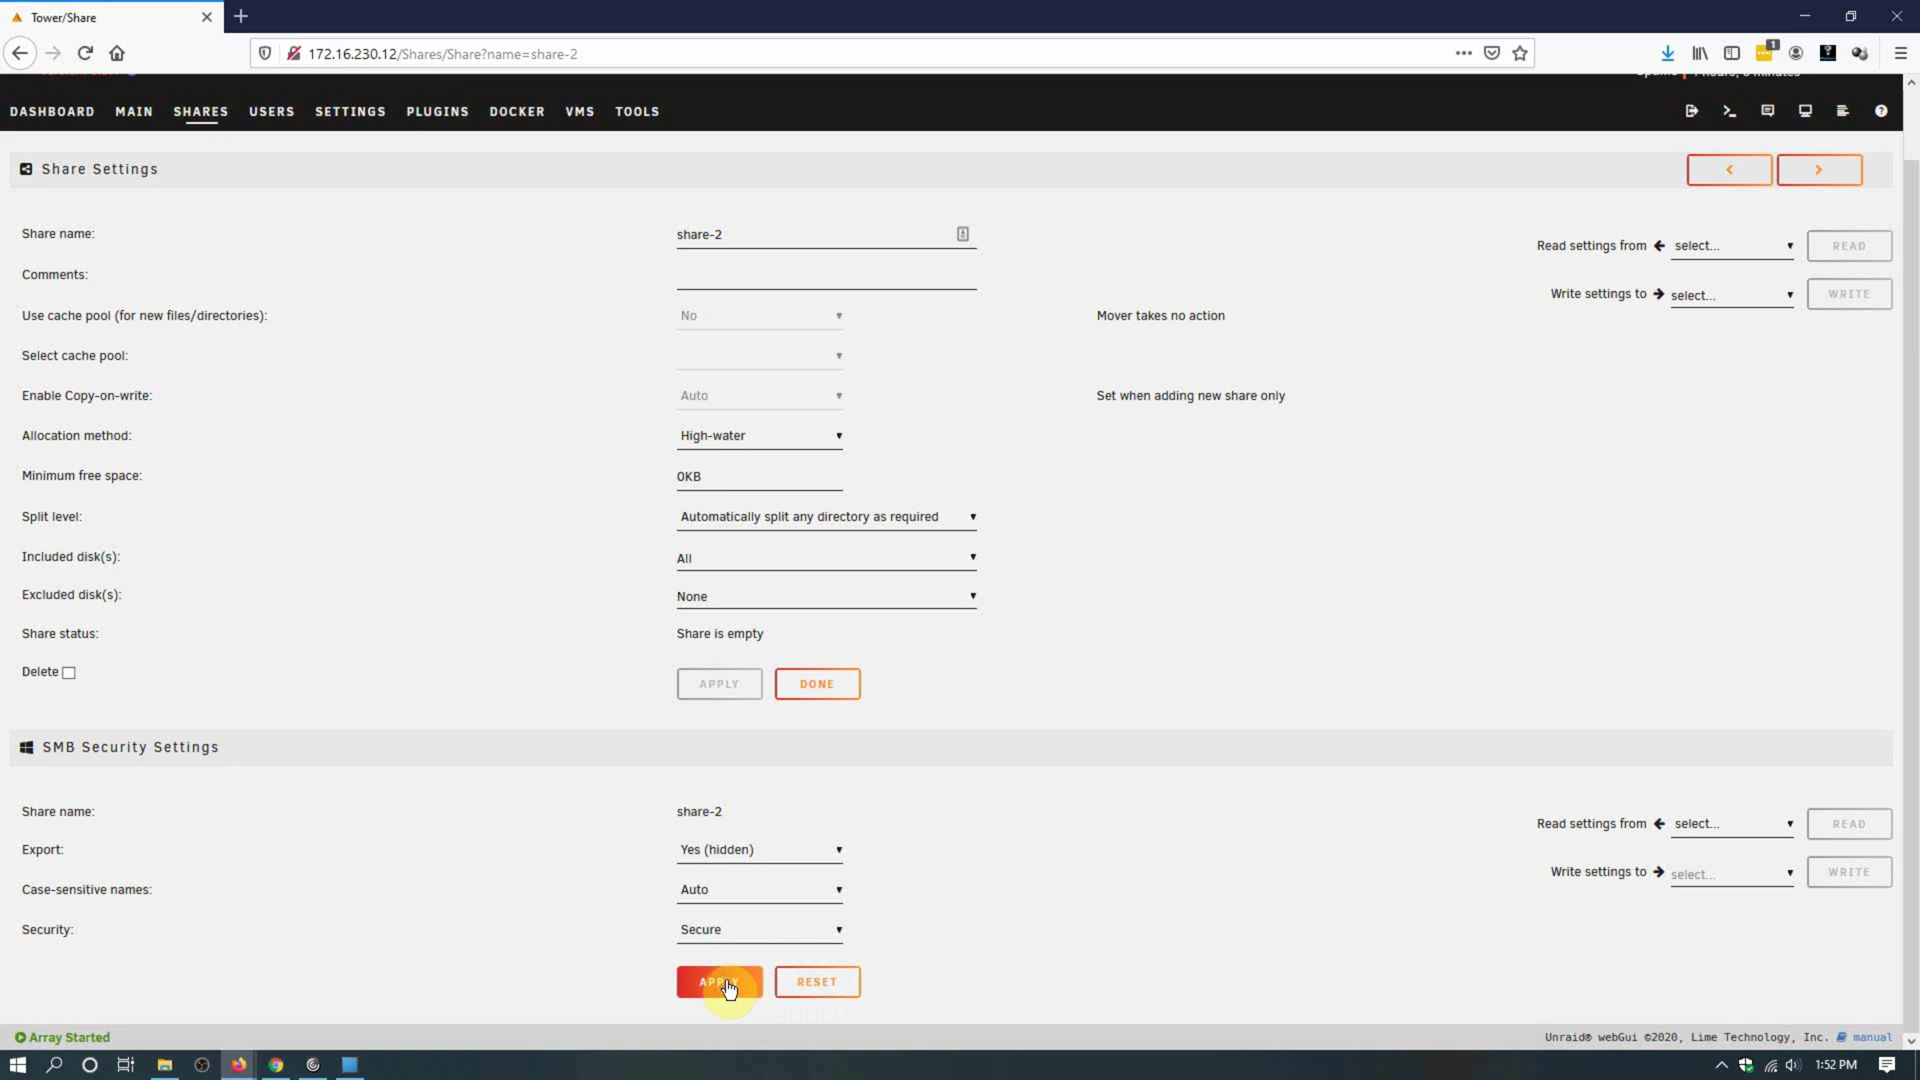 Tower/Share
172.16.230.12/Shares/Share?name=share-2
1
DASHBOARD MAIN SHARES USERS SETTINGS PLUGINS DOCKER VMS TOOLS
Share Settings
Share name: share-2
Read settings from select... READ
Comments:
Write settings to select... WRITE
Use cache pool (for new files/directories): No Mover takes no action
Select cache pool:
Enable Copy-on-write: Auto Set when adding new share only
Allocation method: High-water
Minimum free space: 0KB
Split level: Automatically split any directory as required
Included disk(s): All
Excluded disk(s): None
Share status: Share is empty
Delete
APPLY DONE
SMB Security Settings
Share name: share-2
Read settings from select... READ
Export: Yes (hidden)
Write settings to select... WRITE
Case-sensitive names: Auto
Security: Secure
APPLY RESET
Array Started
Unraid® webGui ©2020, Lime Technology, Inc. manual
1:52 PM